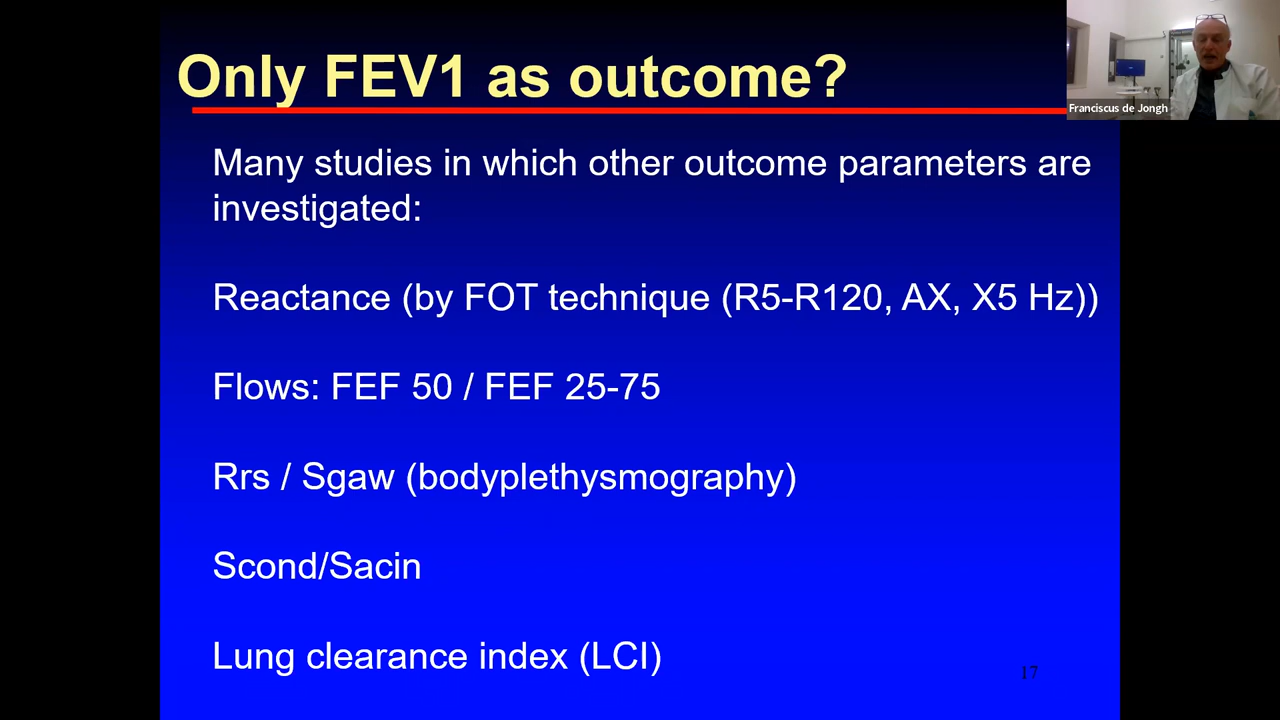 Only FEV1 as outcome?
Franciscus de Jongh
Many studies in which other outcome parameters are
investigated:
Reactance (by FOT technique (R5-R120, AX, X5 Hz))
Flows: FEF 50 / FEF 25-75
Rrs / Sgaw (bodyplethysmography)
Scond/Sacin
Lung clearance index (LCI)
17